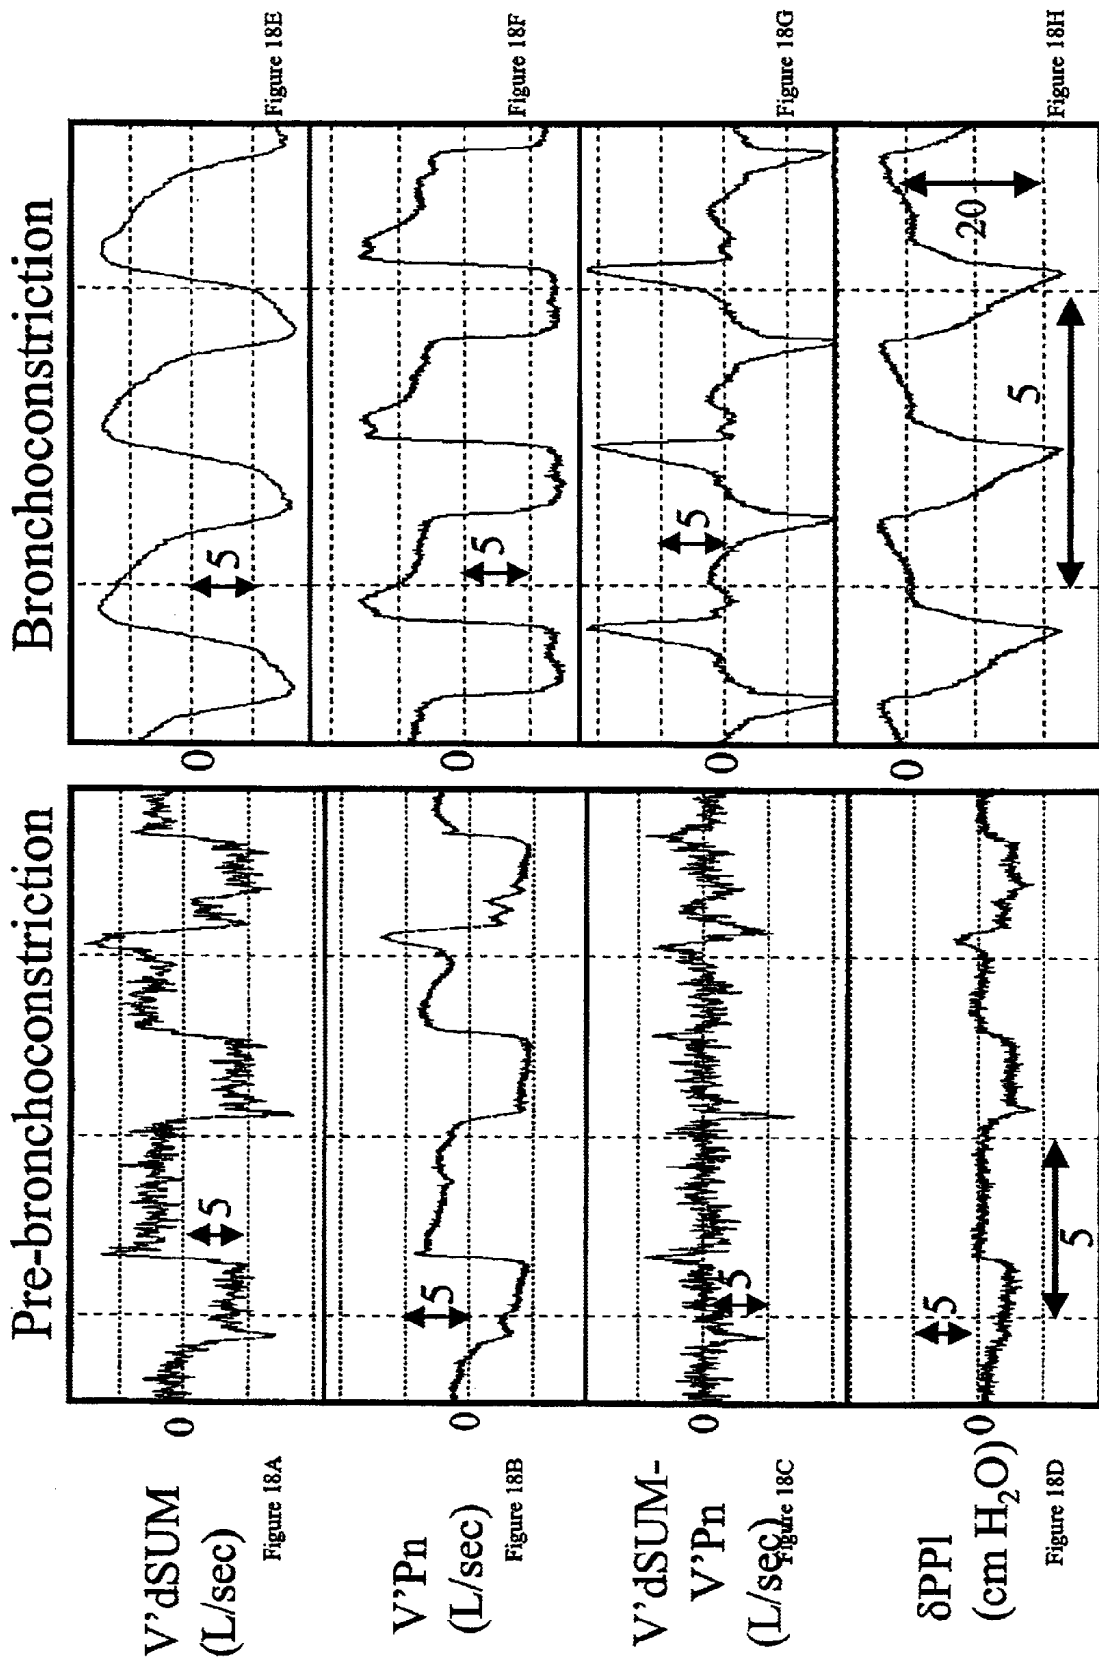 Pre-bronchoconstriction
Bronchoconstriction
V'dSUM
(L/sec)
Figure 18A
0
5
0
5
Figure 18E
V'Pn
(L/sec)
Figure 18B
0
5
0
5
Figure 18F
V'dSUM-
V'Pn
(L/sec)
Figure 18C
0
5
0
5
Figure 18G
δPPl
(cm H₂O)
Figure 18D
0
5
5
0
20
5
Figure 18H